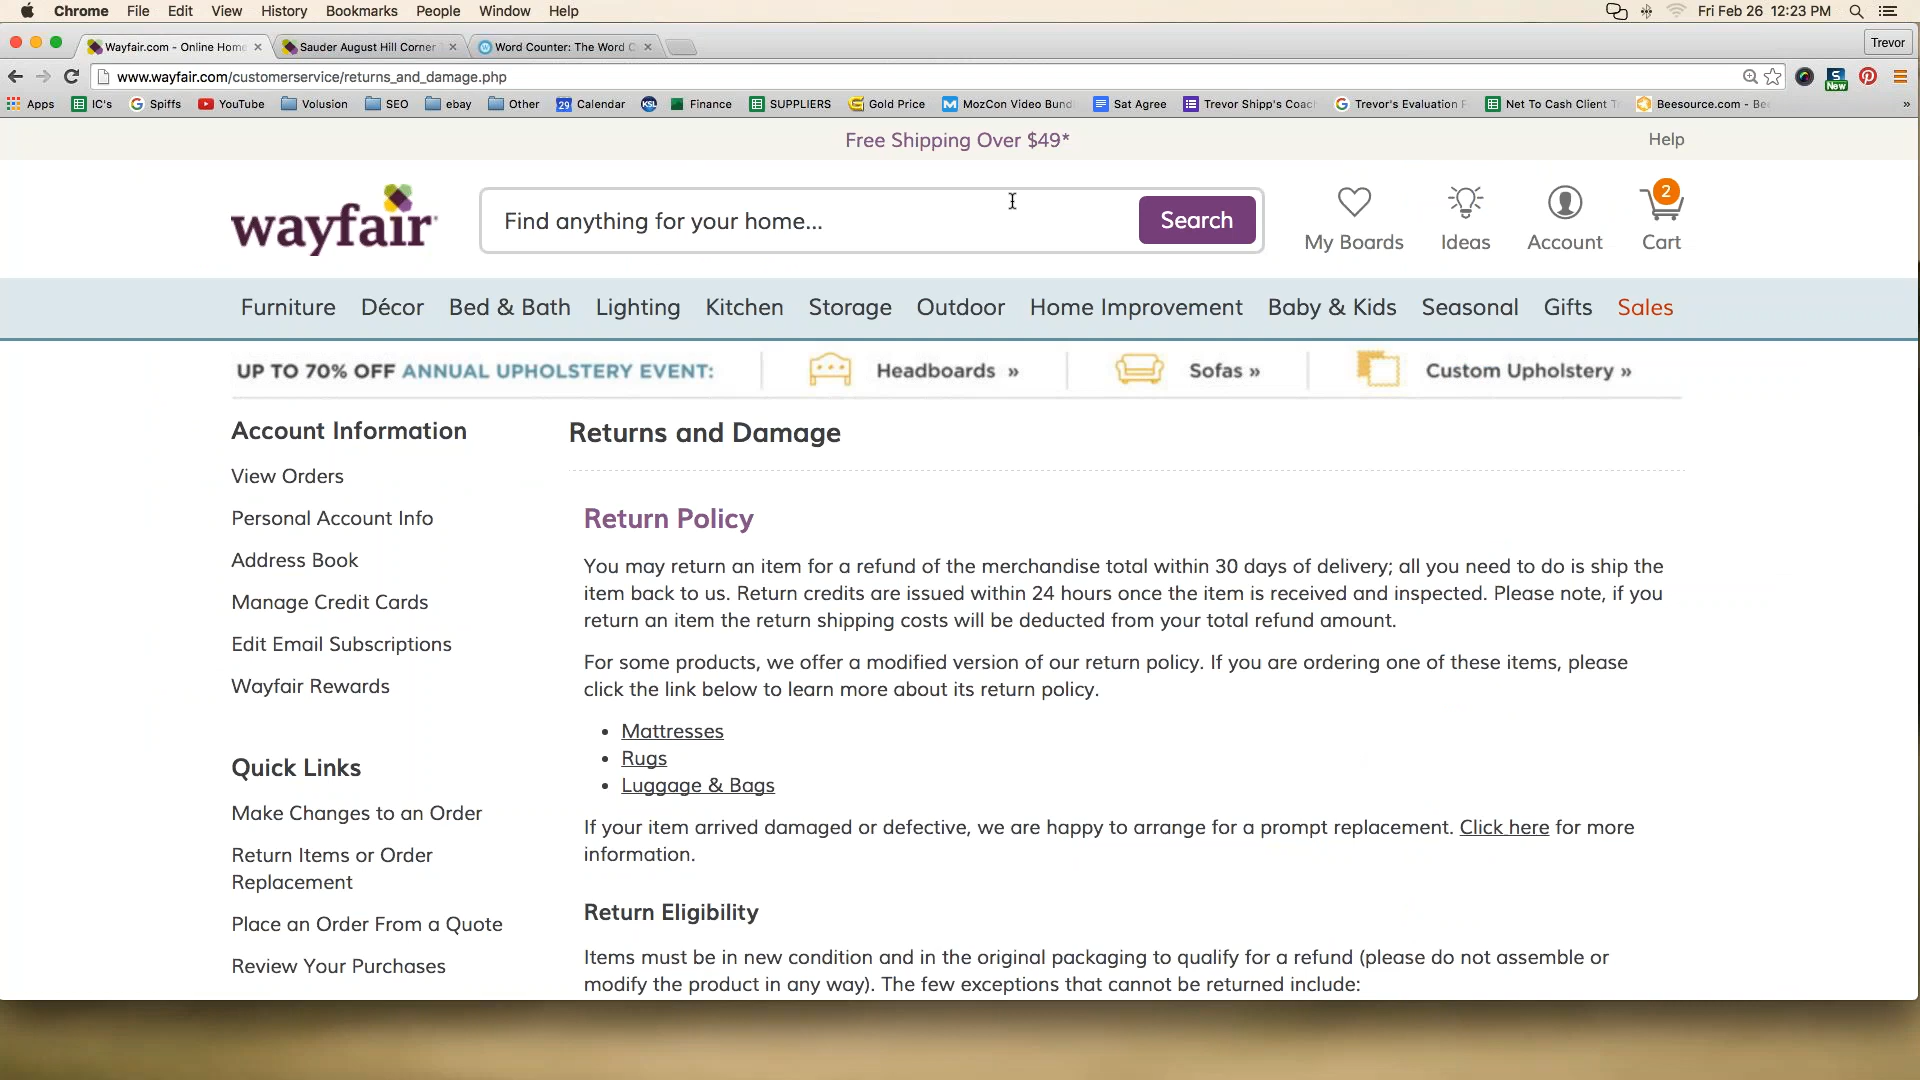 Chrome File Edit View History Bookmarks People Window Help Fri Feb 26 12:23 PM
Wayfair.com - Online Home Sauder August Hill Corner Word Counter: The Word C Trevor
www.wayfair.com/customerservice/returns_and_damage.php
Apps IC's Spiffs YouTube Volusion SEO ebay Other 29 Calendar KSL Finance SUPPLIERS Gold Price MozCon Video Bund Sat Agree Trevor Shipp's Coac Trevor's Evaluation F Net To Cash Client T Beesource.com - Bee » New
Free Shipping Over $49* Help
wayfair Find anything for your home... Search 2
My Boards Ideas Account Cart
Furniture Décor Bed & Bath Lighting Kitchen Storage Outdoor Home Improvement Baby & Kids Seasonal Gifts Sales
UP TO 70% OFF ANNUAL UPHOLSTERY EVENT: Headboards » Sofas » Custom Upholstery »
Account Information
View Orders
Personal Account Info
Address Book
Manage Credit Cards
Edit Email Subscriptions
Wayfair Rewards
Quick Links
Make Changes to an Order
Return Items or Order
Replacement
Place an Order From a Quote
Review Your Purchases
Returns and Damage
Return Policy
You may return an item for a refund of the merchandise total within 30 days of delivery; all you need to do is ship the
item back to us. Return credits are issued within 24 hours once the item is received and inspected. Please note, if you
return an item the return shipping costs will be deducted from your total refund amount.
For some products, we offer a modified version of our return policy. If you are ordering one of these items, please
click the link below to learn more about its return policy.
• Mattresses
• Rugs
• Luggage & Bags
If your item arrived damaged or defective, we are happy to arrange for a prompt replacement. Click here for more
information.
Return Eligibility
Items must be in new condition and in the original packaging to qualify for a refund (please do not assemble or
modify the product in any way). The few exceptions that cannot be returned include: